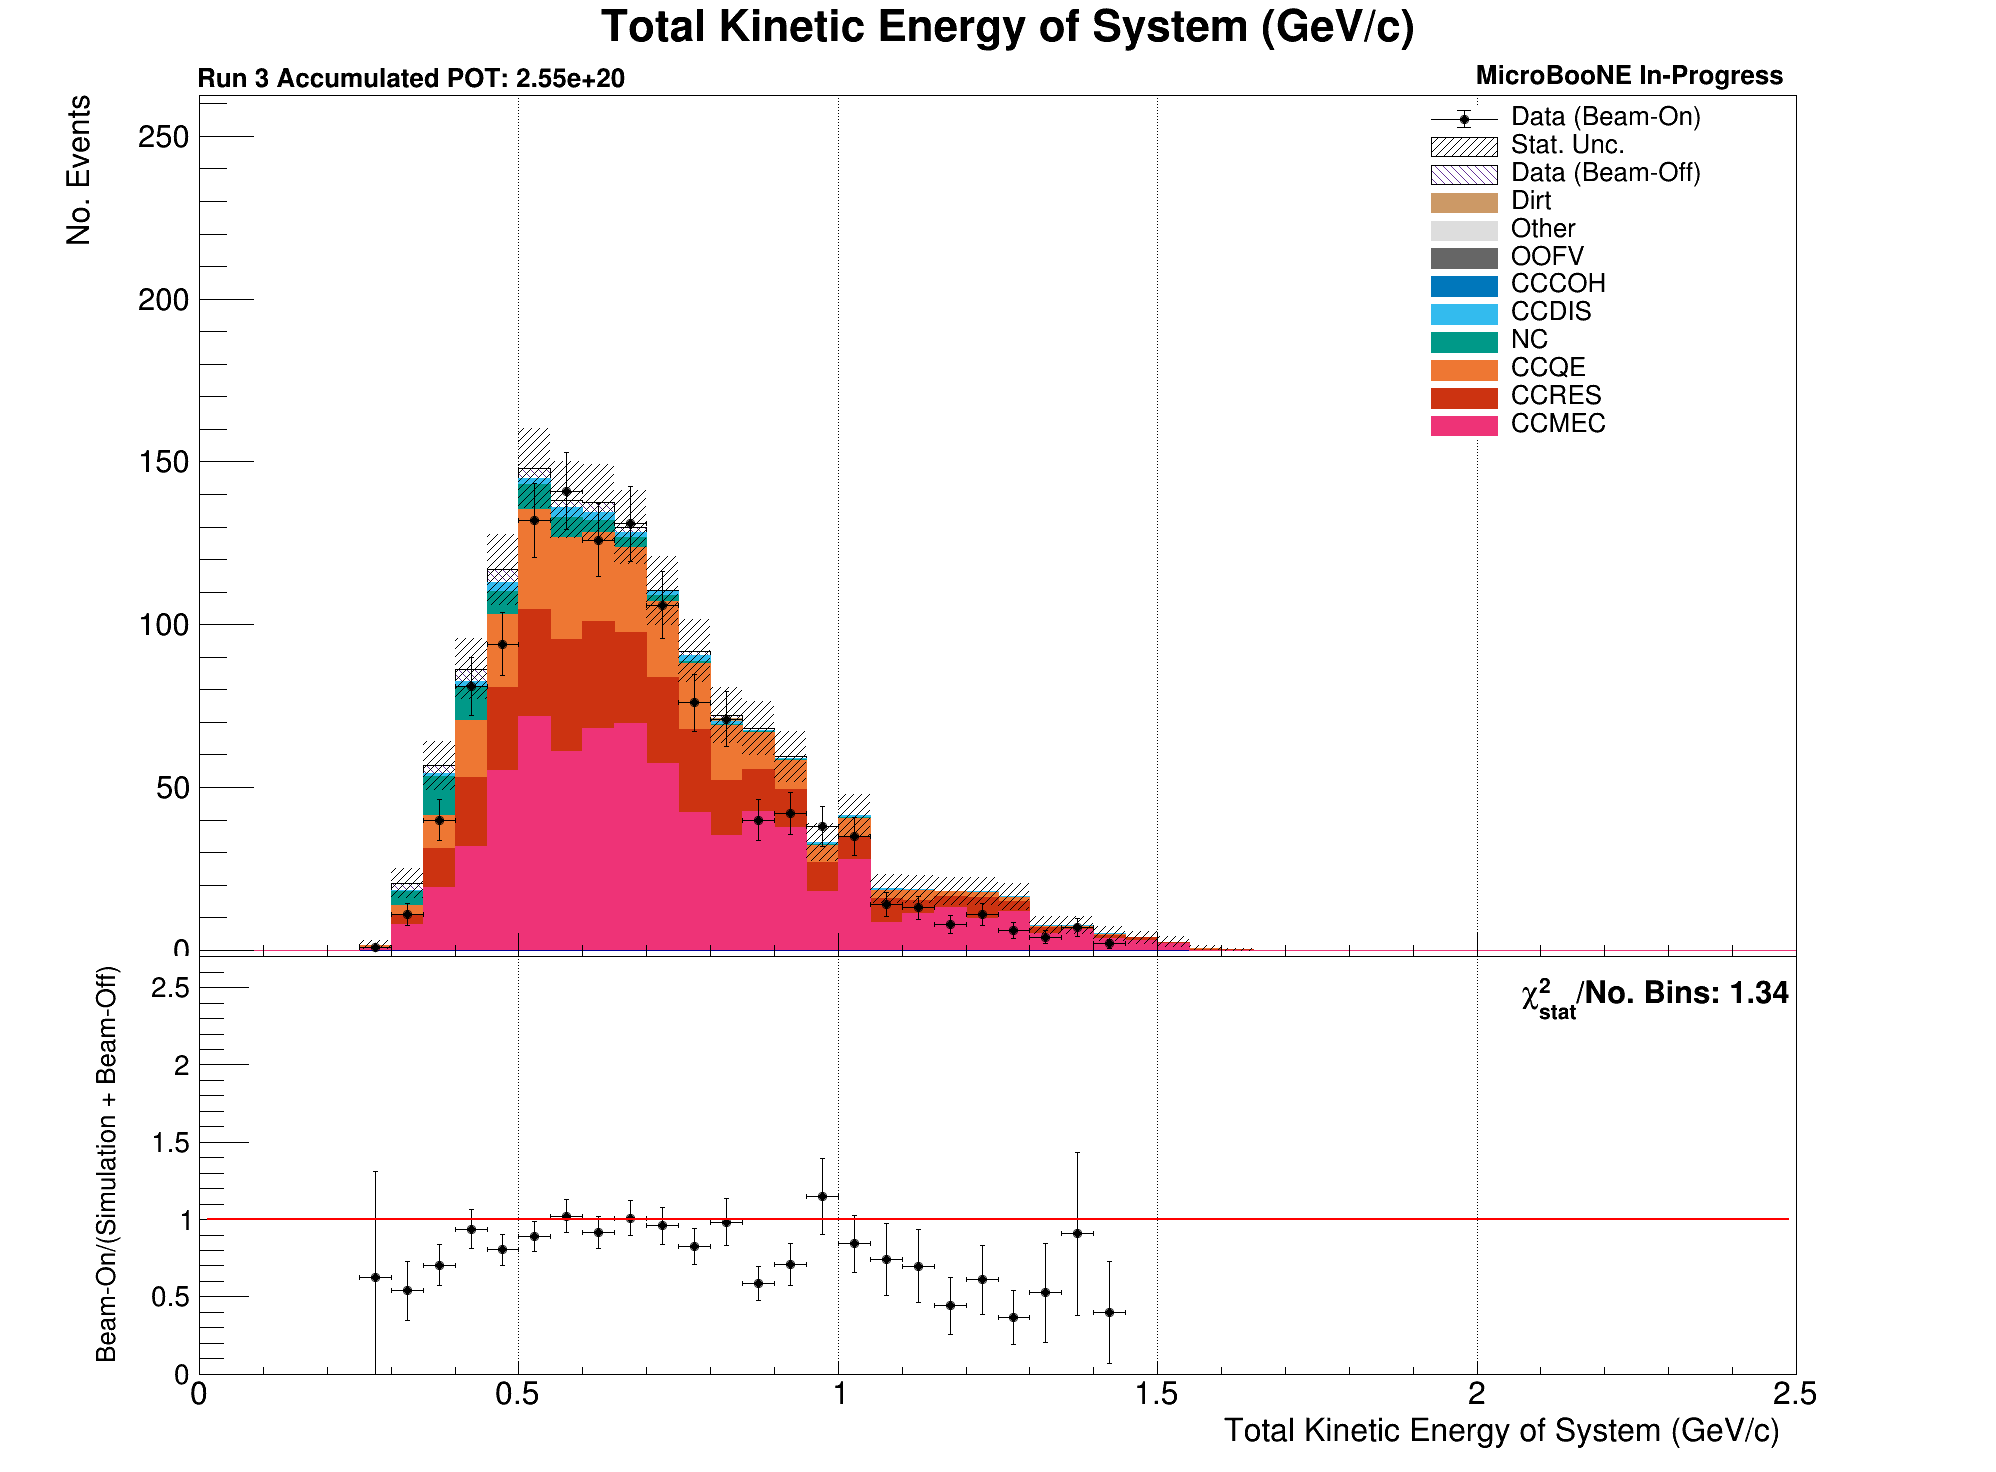 Total Kinetic Energy of System (GeV/c)
Run 3 Accumulated POT: 2.55e+20
MicroBooNE In-Progress
No. Events
250
200
150
100
50
0
Data (Beam-On)
Stat. Unc.
Data (Beam-Off)
Dirt
Other
OOFV
CCCOH
CCDIS
NC
CCQE
CCRES
CCMEC
Beam-On/(Simulation + Beam-Off)
χ²stat/No. Bins: 1.34
2.5
2
1.5
1
0.5
0
0 0.5 1 1.5 2 2.5
Total Kinetic Energy of System (GeV/c)